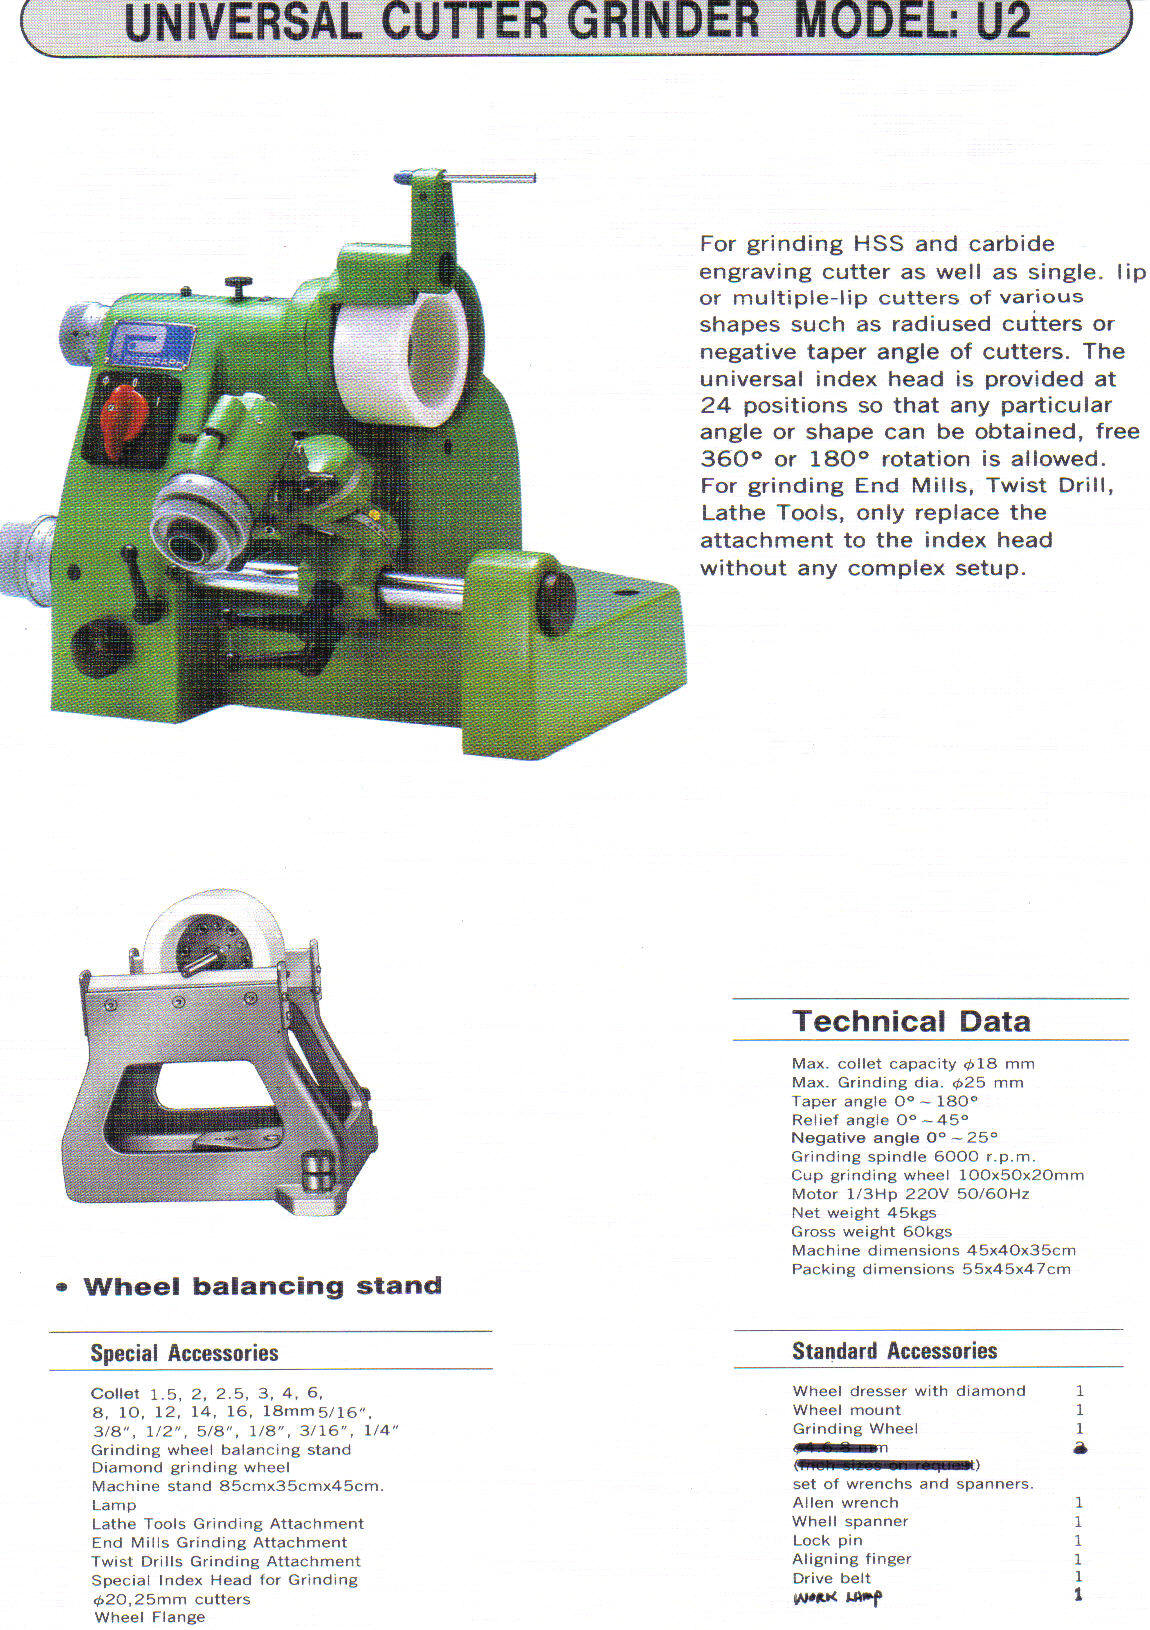 UNIVERSAL CUTTER GRINDER MODEL: U2
For grinding HSS and carbide
engraving cutter as well as single. lip
or multiple-lip cutters of various
shapes such as radiused cutters or
negative taper angle of cutters. The
universal index head is provided at
24 positions so that any particular
angle or shape can be obtained, free
360° or 180° rotation is allowed.
For grinding End Mills, Twist Drill,
Lathe Tools, only replace the
attachment to the index head
without any complex setup.
• Wheel balancing stand
Technical Data
Max. collet capacity φ18 mm
Max. Grinding dia. φ25 mm
Taper angle 0° ~ 180°
Relief angle 0° ~ 45°
Negative angle 0° ~ 25°
Grinding spindle 6000 r.p.m.
Cup grinding wheel 100x50x20mm
Motor 1/3Hp 220V 50/60Hz
Net weight 45kgs
Gross weight 60kgs
Machine dimensions 45x40x35cm
Packing dimensions 55x45x47cm
Special Accessories
Collet 1.5, 2, 2.5, 3, 4, 6,
8, 10, 12, 14, 16, 18mm 5/16",
3/8", 1/2", 5/8", 1/8", 3/16", 1/4"
Grinding wheel balancing stand
Diamond grinding wheel
Machine stand 85cmx35cmx45cm.
Lamp
Lathe Tools Grinding Attachment
End Mills Grinding Attachment
Twist Drills Grinding Attachment
Special Index Head for Grinding
φ20,25mm cutters
Wheel Flange
Standard Accessories
Wheel dresser with diamond 1
Wheel mount 1
Grinding Wheel 1
(Inch sizes on request)
set of wrenchs and spanners.
Allen wrench 1
Whell spanner 1
Lock pin 1
Aligning finger 1
Drive belt 1
WORK LAMP 1